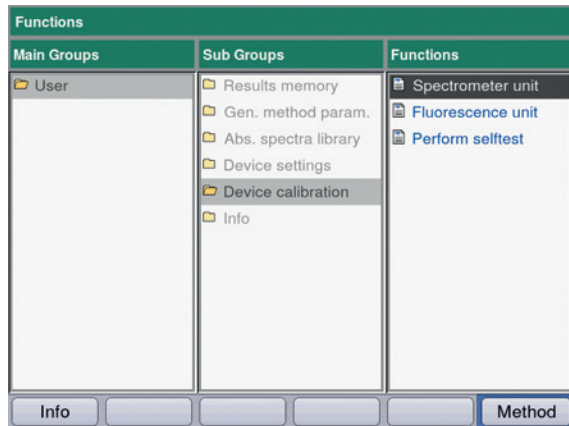 Functions
Main Groups
Sub Groups
Functions
User
Results memory
Gen. method param.
Abs. spectra library
Device settings
Device calibration
Info
Spectrometer unit
Fluorescence unit
Perform selftest
Info
Method